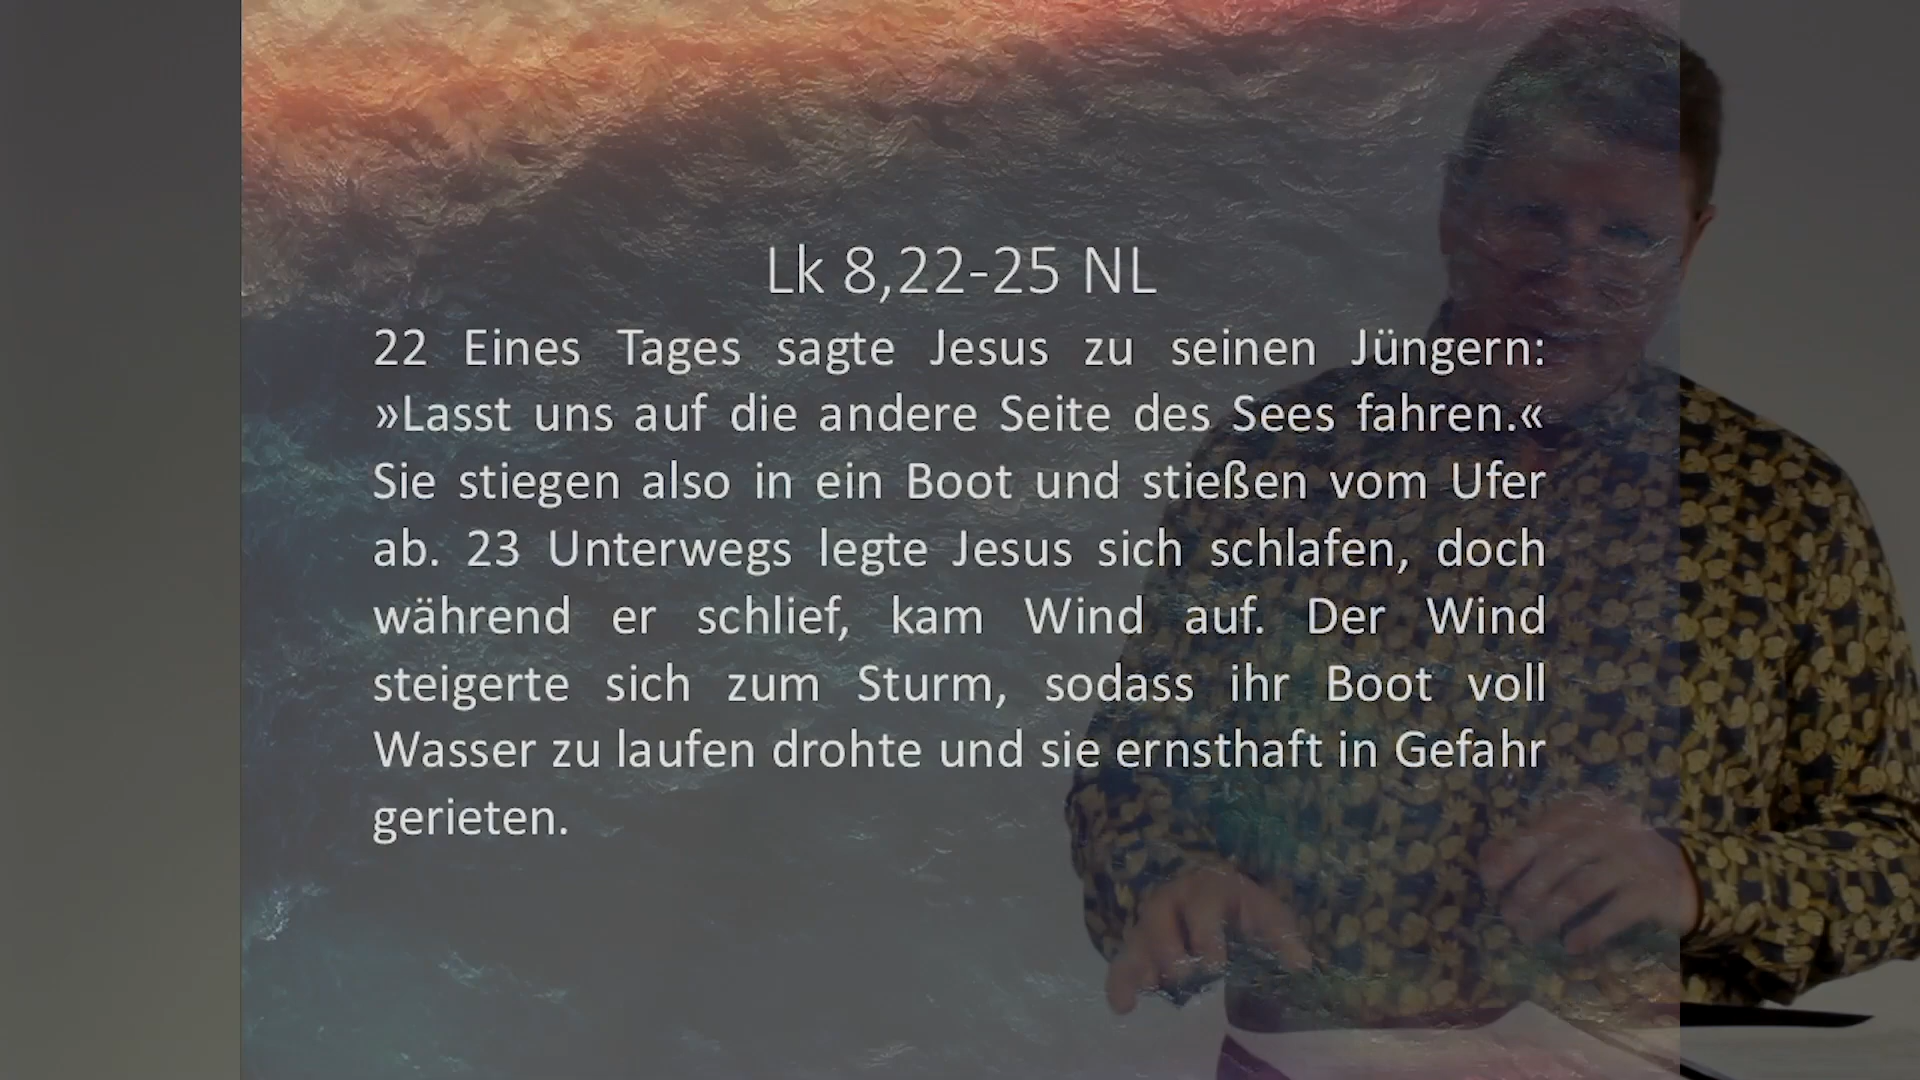 Lk 8,22-25 NL
22 Eines Tages sagte Jesus zu seinen Jüngern:
»Lasst uns auf die andere Seite des Sees fahren.«
Sie stiegen also in ein Boot und stießen vom Ufer
ab. 23 Unterwegs legte Jesus sich schlafen, doch
während er schlief, kam Wind auf. Der Wind
steigerte sich zum Sturm, sodass ihr Boot voll
Wasser zu laufen drohte und sie ernsthaft in Gefahr
gerieten.